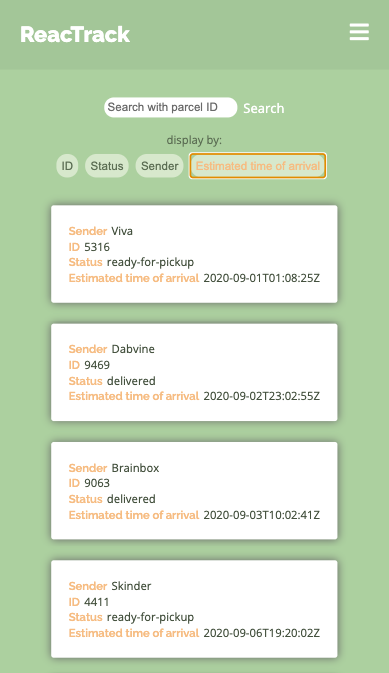 ReacTrack
Search with parcel ID Search
display by:
ID Status Sender Estimated time of arrival
Sender Viva
ID 5316
Status ready-for-pickup
Estimated time of arrival 2020-09-01T01:08:25Z
Sender Dabvine
ID 9469
Status delivered
Estimated time of arrival 2020-09-02T23:02:55Z
Sender Brainbox
ID 9063
Status delivered
Estimated time of arrival 2020-09-03T10:02:41Z
Sender Skinder
ID 4411
Status ready-for-pickup
Estimated time of arrival 2020-09-06T19:20:02Z